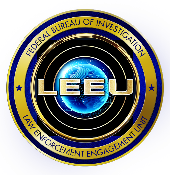 FEDERAL BUREAU OF INVESTIGATION
LEEU
LAW ENFORCEMENT ENGAGEMENT UNIT